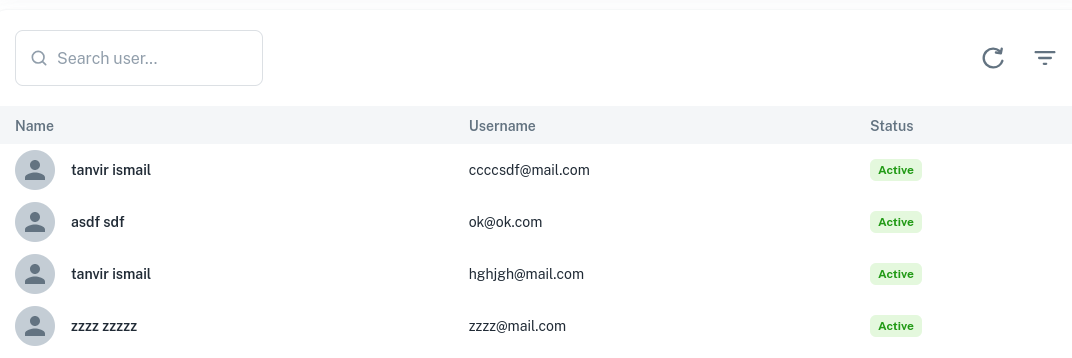 Search user...
Name Username Status
tanvir ismail ccccsdf@mail.com Active
asdf sdf ok@ok.com Active
tanvir ismail hghjgh@mail.com Active
zzzz zzzzz zzzz@mail.com Active